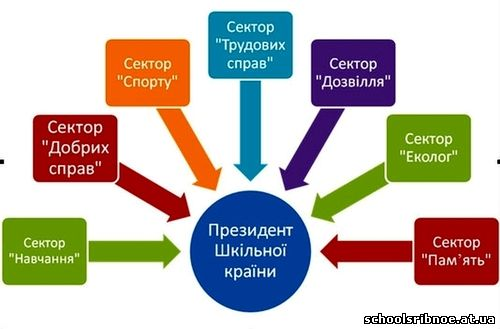 Сектор
"Трудових
справ"
Сектор
"Спорту"
Сектор
"Дозвілля"
Сектор
"Добрих
справ"
Сектор
"Еколог"
Сектор
"Навчання"
Президент
Шкільної
країни
Сектор
"Пам'ять"
schoolsribnoe.at.ua